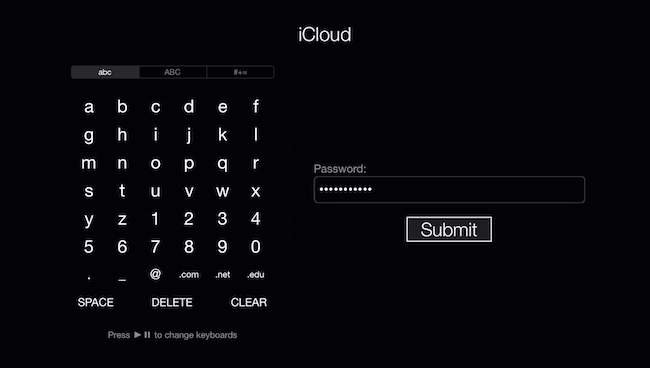 iCloud
abc ABC #+=
a b c d e f
g h i j k l
m n o p q r
s t u v w x
y z 1 2 3 4
5 6 7 8 9 0
. _ @ .com .net .edu
SPACE DELETE CLEAR
Press ▶︎❚❚ to change keyboards
Password:
•••••••••••
Submit